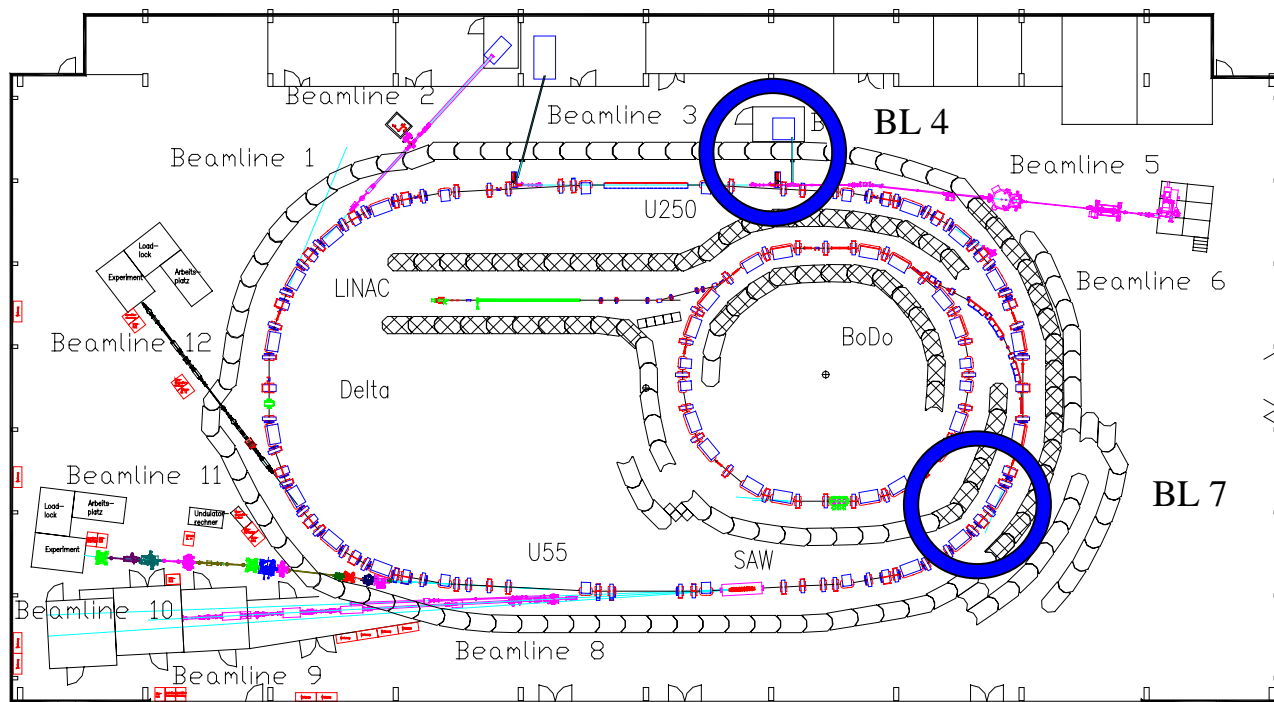 Beamline 2
Beamline 3
BL 4
Beamline 1
Beamline 5
U250
Load-
lock
Experiment
Arbeits-
platz
LINAC
Beamline 6
Beamline 12
BoDo
Delta
Beamline 11
BL 7
Load-
lock
Arbeits-
platz
Undulator-
rechner
Experiment
U55
SAW
Beamline 10
Beamline 8
Beamline 9